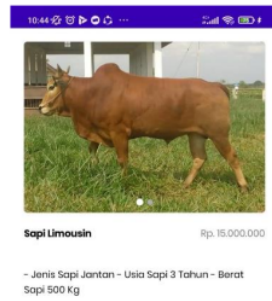 10:44
Sapi Limousin
Rp. 15.000.000
- Jenis Sapi Jantan - Usia Sapi 3 Tahun - Berat
Sapi 500 Kg